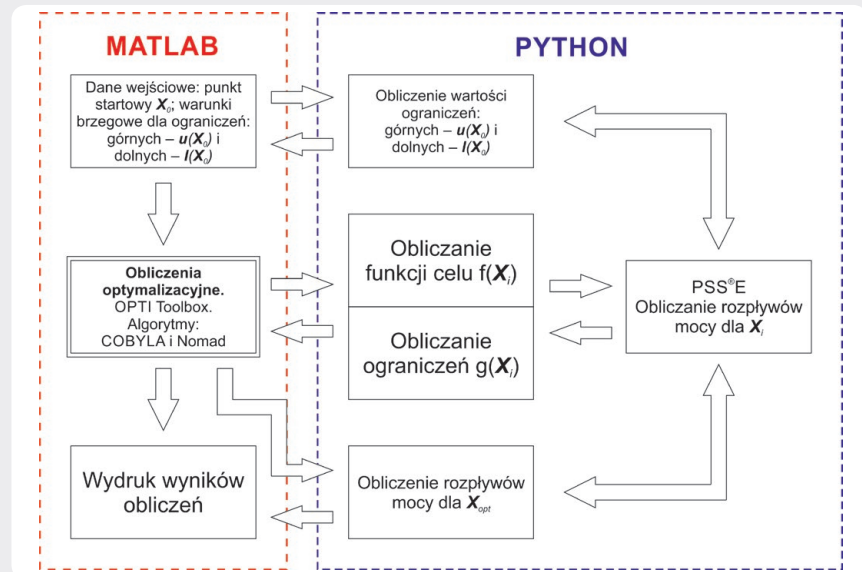 MATLAB
PYTHON
Dane wejściowe: punkt
startowy X₀; warunki
brzegowe dla ograniczeń:
górnych – u(X₀) i
dolnych – l(X₀)
Obliczenie wartości
ograniczeń:
górnych – u(X₀) i
dolnych – l(X₀)
Obliczenia
optymalizacyjne.
OPTI Toolbox.
Algorytmy:
COBYLA i Nomad
Obliczanie
funkcji celu f(Xᵢ)
Obliczanie
ograniczeń g(Xᵢ)
PSS®E
Obliczanie rozpływów
mocy dla Xᵢ
Wydruk wyników
obliczeń
Obliczenie rozpływów
mocy dla Xopt